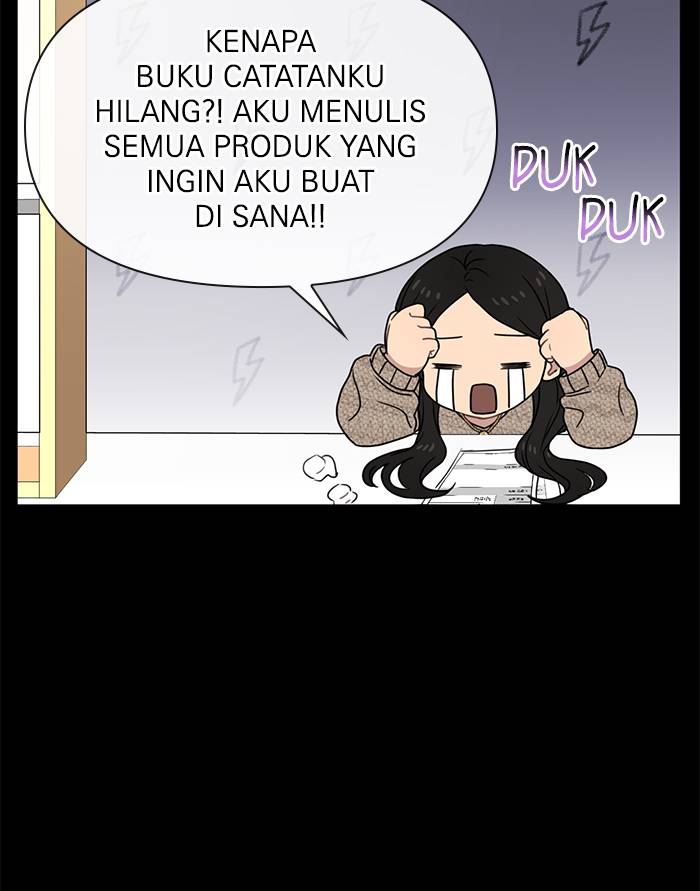 KENAPA
BUKU CATATANKU
HILANG?! AKU MENULIS
SEMUA PRODUK YANG
INGIN AKU BUAT
DI SANA!!
DUK
DUK